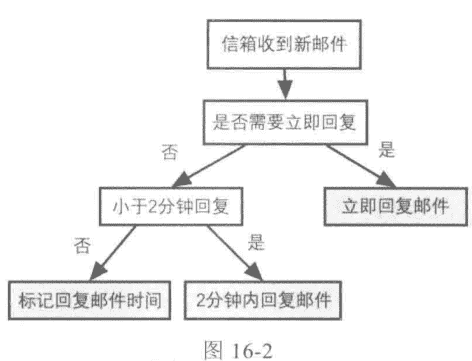 信箱收到新邮件
是否需要立即回复
否
是
小于2分钟回复
立即回复邮件
否
是
标记回复邮件时间
2分钟内回复邮件
图 16-2